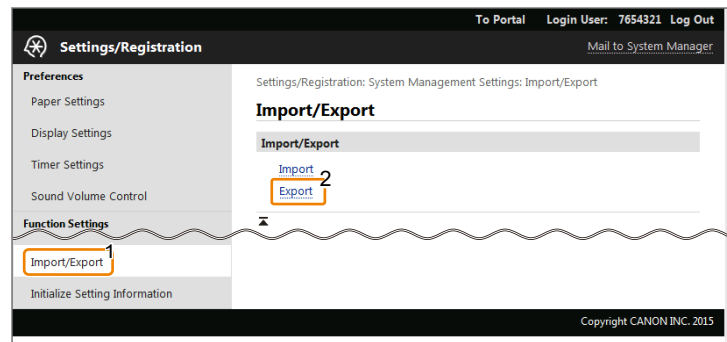 To Portal Login User: 7654321 Log Out
Settings/Registration
Mail to System Manager
Preferences
Paper Settings
Display Settings
Timer Settings
Sound Volume Control
Function Settings
Import/Export
1
Initialize Setting Information
Settings/Registration: System Management Settings: Import/Export
Import/Export
Import/Export
Import
2
Export
Copyright CANON INC. 2015